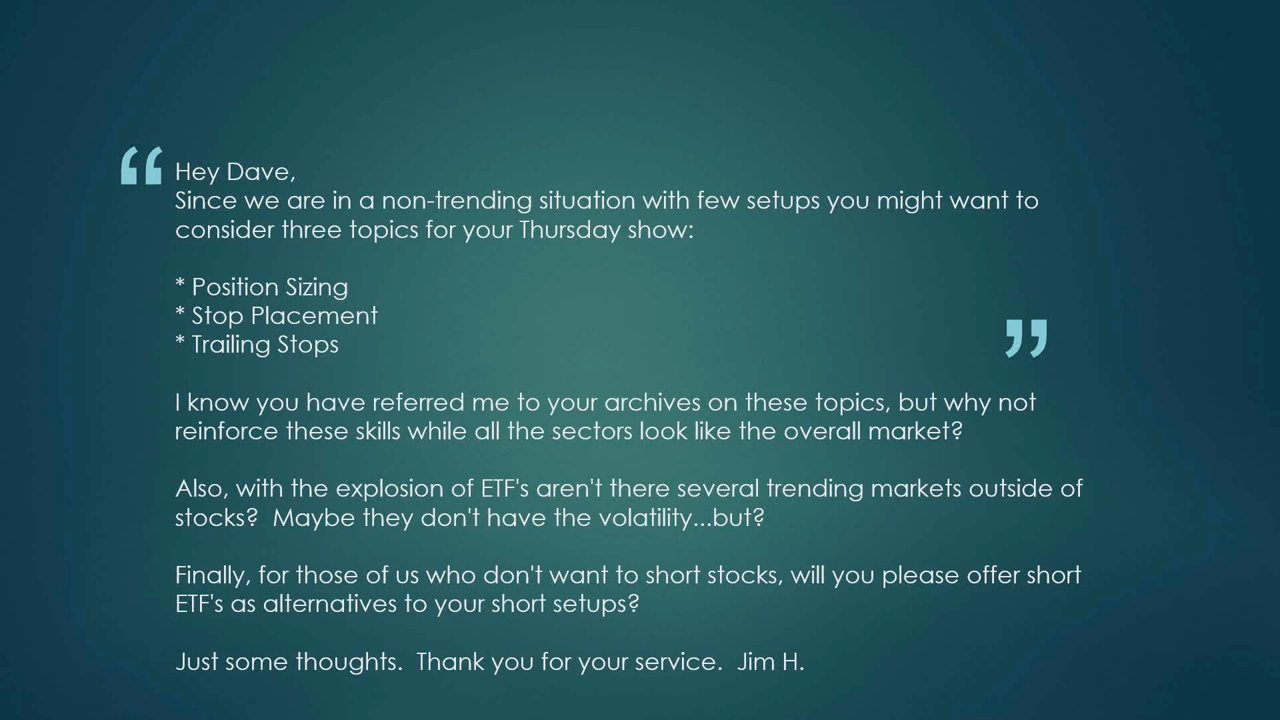 “ Hey Dave,
Since we are in a non-trending situation with few setups you might want to
consider three topics for your Thursday show:
* Position Sizing
* Stop Placement
* Trailing Stops
”
I know you have referred me to your archives on these topics, but why not
reinforce these skills while all the sectors look like the overall market?
Also, with the explosion of ETF's aren't there several trending markets outside of
stocks?  Maybe they don't have the volatility...but?
Finally, for those of us who don't want to short stocks, will you please offer short
ETF's as alternatives to your short setups?
Just some thoughts.  Thank you for your service.  Jim H.